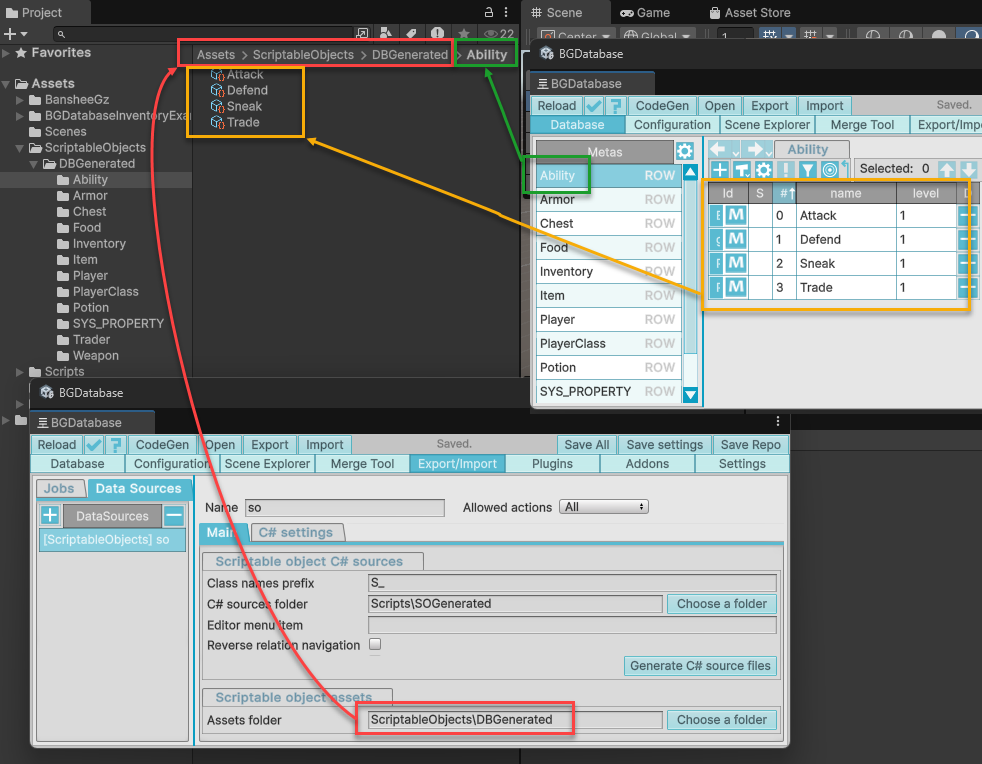 Project
22
Favorites
Assets
BansheeGz
BGDatabaseInventoryExa
Scenes
ScriptableObjects
DBGenerated
Ability
Armor
Chest
Food
Inventory
Item
Player
PlayerClass
Potion
SYS_PROPERTY
Trader
Weapon
Scripts
Assets > ScriptableObjects > DBGenerated > Ability
Attack
Defend
Sneak
Trade
Scene
Game
Asset Store
Center
Global
1
BGDatabase
BGDatabase
Reload
CodeGen
Open
Export
Import
Saved.
Database
Configuration
Scene Explorer
Merge Tool
Export/Impo
Metas
Ability ROW
Armor
Chest ROW
Food ROW
Inventory ROW
Item ROW
Player ROW
PlayerClass ROW
Potion ROW
SYS_PROPERTY ROW
Ability
Selected: 0
Id S # name level D
M 0 Attack 1
M 1 Defend 1
M 2 Sneak 1
M 3 Trade 1
BGDatabase
BGDatabase
Reload
CodeGen
Open
Export
Import
Saved.
Save All
Save settings
Save Repo
Database
Configuration
Scene Explorer
Merge Tool
Export/Import
Plugins
Addons
Settings
Jobs
Data Sources
DataSources
[ScriptableObjects] so
Name so
Allowed actions All
Main
C# settings
Scriptable object C# sources
Class names prefix S_
C# sources folder Scripts\SOGenerated Choose a folder
Editor menu item
Reverse relation navigation
Generate C# source files
Scriptable object assets
Assets folder ScriptableObjects\DBGenerated Choose a folder